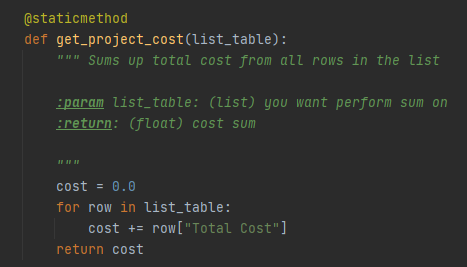 @staticmethod
def get_project_cost(list_table):
    """ Sums up total cost from all rows in the list

    :param list_table: (list) you want perform sum on
    :return: (float) cost sum

    """
    cost = 0.0
    for row in list_table:
        cost += row["Total Cost"]
    return cost